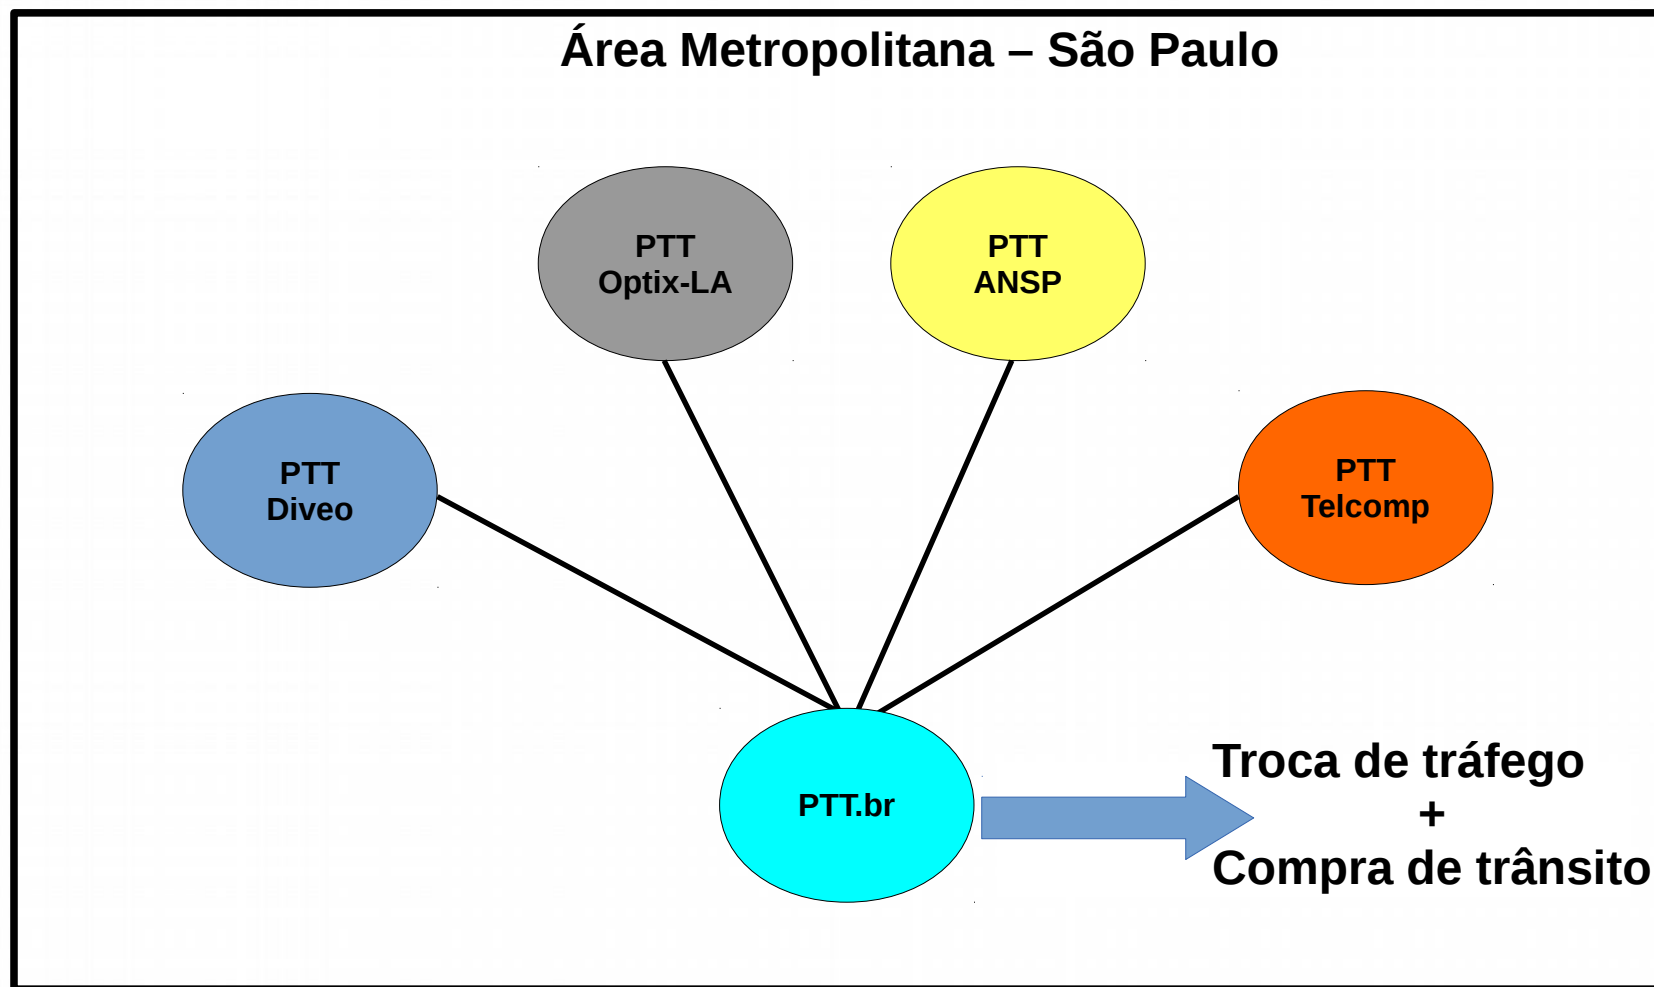 Área Metropolitana – São Paulo
PTT
Optix-LA
PTT
ANSP
PTT
Diveo
PTT
Telcomp
PTT.br
Troca de tráfego
+
Compra de trânsito